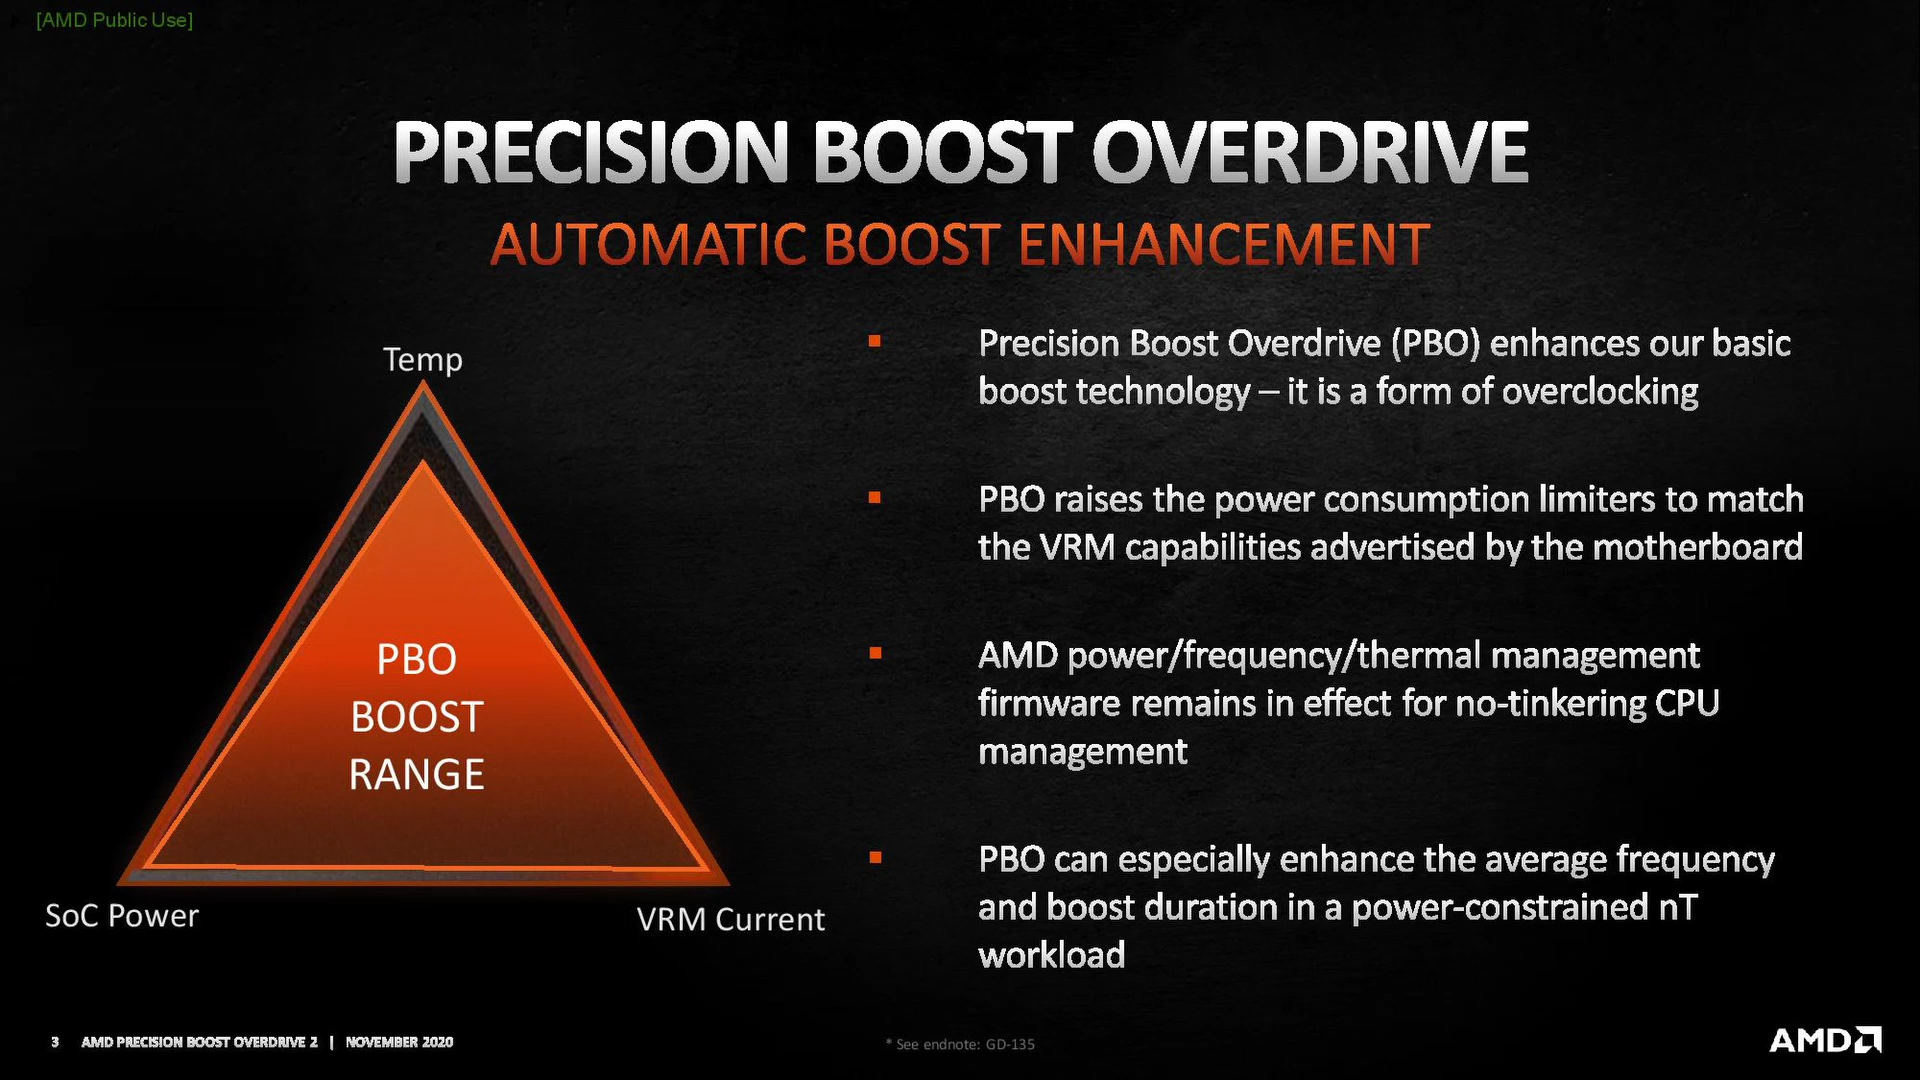 [AMD Public Use]
PRECISION BOOST OVERDRIVE
AUTOMATIC BOOST ENHANCEMENT
Temp
PBO
BOOST
RANGE
SoC Power
VRM Current
▪ Precision Boost Overdrive (PBO) enhances our basic
boost technology – it is a form of overclocking
▪ PBO raises the power consumption limiters to match
the VRM capabilities advertised by the motherboard
▪ AMD power/frequency/thermal management
firmware remains in effect for no-tinkering CPU
management
▪ PBO can especially enhance the average frequency
and boost duration in a power-constrained nT
workload
3 AMD PRECISION BOOST OVERDRIVE 2 | NOVEMBER 2020
* See endnote: GD-135
AMD